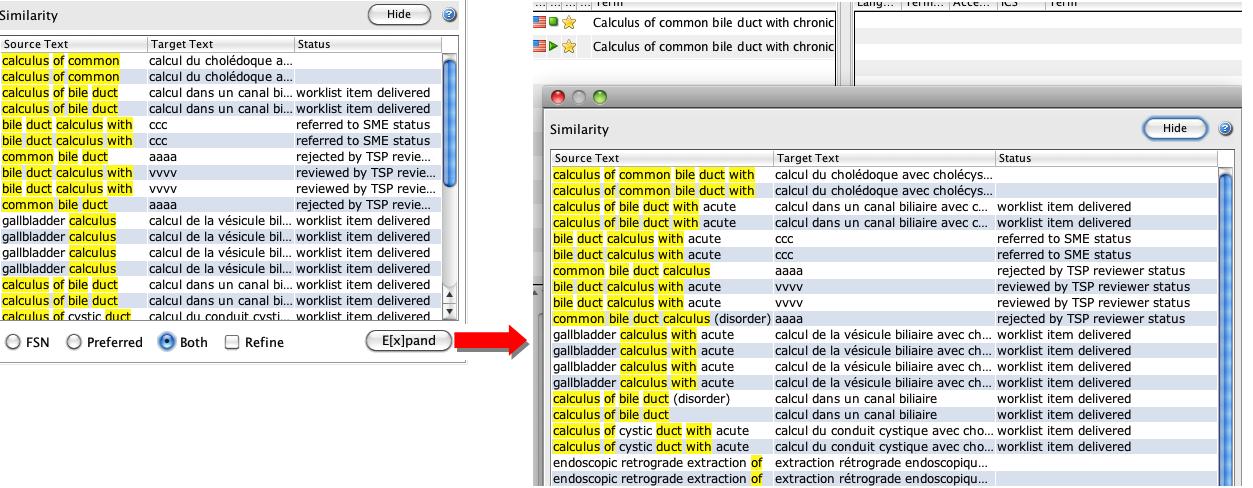 Similarity Hide ?
Source Text Target Text Status
calculus of common calcul du cholédoque a...
calculus of common calcul du cholédoque a...
calculus of bile duct calcul dans un canal bi... worklist item delivered
calculus of bile duct calcul dans un canal bi... worklist item delivered
bile duct calculus with ccc referred to SME status
bile duct calculus with ccc referred to SME status
common bile duct aaaa rejected by TSP revie...
bile duct calculus with vvvv reviewed by TSP revie...
bile duct calculus with vvvv reviewed by TSP revie...
common bile duct aaaa rejected by TSP revie...
gallbladder calculus calcul de la vésicule bil... worklist item delivered
gallbladder calculus calcul de la vésicule bil... worklist item delivered
gallbladder calculus calcul de la vésicule bil... worklist item delivered
gallbladder calculus calcul de la vésicule bil... worklist item delivered
calculus of bile duct calcul dans un canal bi... worklist item delivered
calculus of bile duct calcul dans un canal bi... worklist item delivered
calculus of cystic duct calcul du conduit cysti... worklist item delivered
FSN Preferred Both Refine E[x]pand
... ... ... ... Term Lang... Term... Acce... ICS Term
Calculus of common bile duct with chronic
Calculus of common bile duct with chronic
Similarity Hide ?
Source Text Target Text Status
calculus of common bile duct with calcul du cholédoque avec cholécys...
calculus of common bile duct with calcul du cholédoque avec cholécys...
calculus of bile duct with acute calcul dans un canal biliaire avec c... worklist item delivered
calculus of bile duct with acute calcul dans un canal biliaire avec c... worklist item delivered
bile duct calculus with acute ccc referred to SME status
bile duct calculus with acute ccc referred to SME status
common bile duct calculus aaaa rejected by TSP reviewer status
bile duct calculus with acute vvvv reviewed by TSP reviewer status
bile duct calculus with acute vvvv reviewed by TSP reviewer status
common bile duct calculus (disorder) aaaa rejected by TSP reviewer status
gallbladder calculus with acute calcul de la vésicule biliaire avec ch... worklist item delivered
gallbladder calculus with acute calcul de la vésicule biliaire avec ch... worklist item delivered
gallbladder calculus with acute calcul de la vésicule biliaire avec ch... worklist item delivered
gallbladder calculus with acute calcul de la vésicule biliaire avec ch... worklist item delivered
calculus of bile duct (disorder) calcul dans un canal biliaire worklist item delivered
calculus of bile duct calcul dans un canal biliaire worklist item delivered
calculus of cystic duct with acute calcul du conduit cystique avec cho... worklist item delivered
calculus of cystic duct with acute calcul du conduit cystique avec cho... worklist item delivered
endoscopic retrograde extraction of extraction rétrograde endoscopiqu...
endoscopic retrograde extraction of extraction rétrograde endoscopiqu...